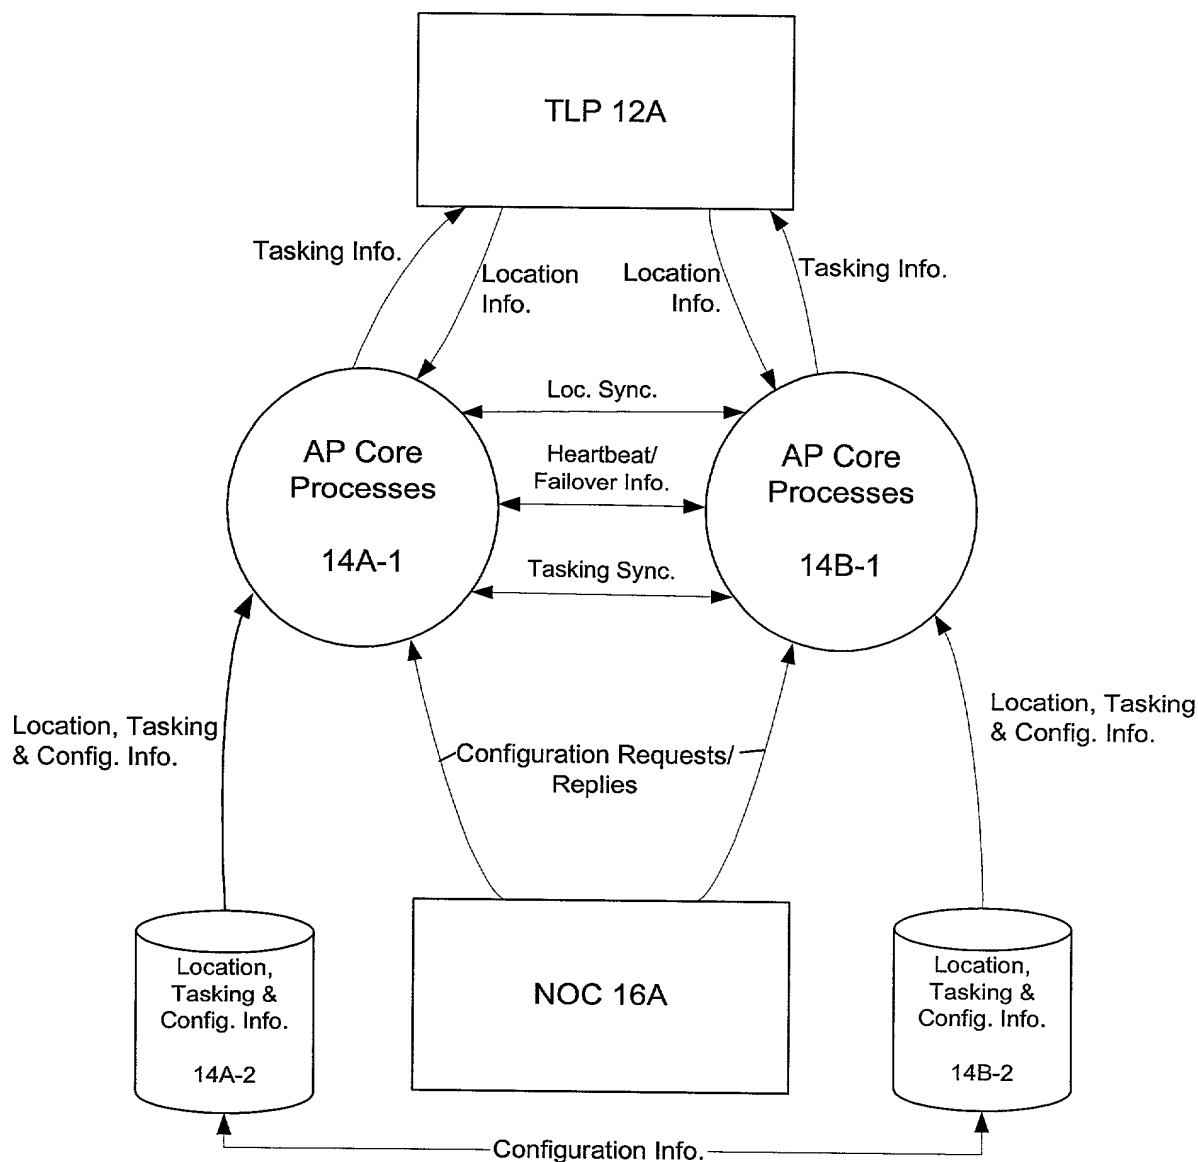 TLP 12A
Tasking Info.
Location
Info.
Location
Info.
Tasking Info.
Loc. Sync.
AP Core
Processes
14A-1
Heartbeat/
Failover Info.
AP Core
Processes
14B-1
Tasking Sync.
Location, Tasking
& Config. Info.
Configuration Requests/
Replies
Location, Tasking
& Config. Info.
Location,
Tasking &
Config. Info.
14A-2
NOC 16A
Location,
Tasking &
Config. Info.
14B-2
Configuration Info.